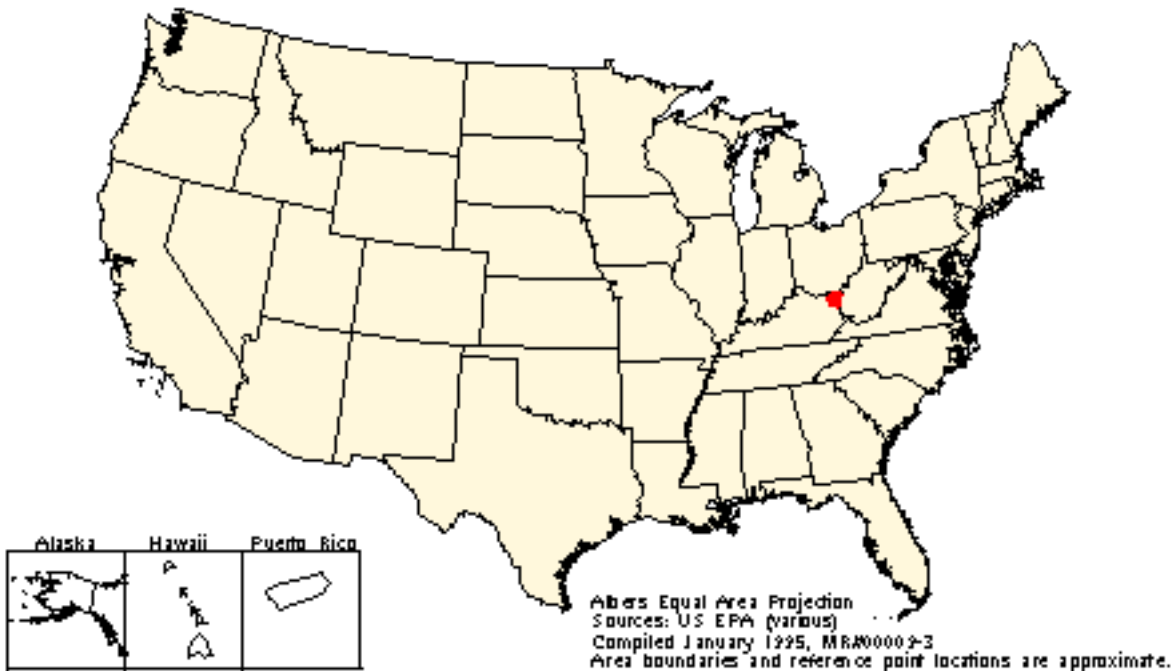 Alaska
Hawaii
Puerto Rico
Albers Equal Area Projection
Sources: US EPA (various)
Compiled January 1995, MR#00009-3
Area boundaries and reference point locations are approximate.